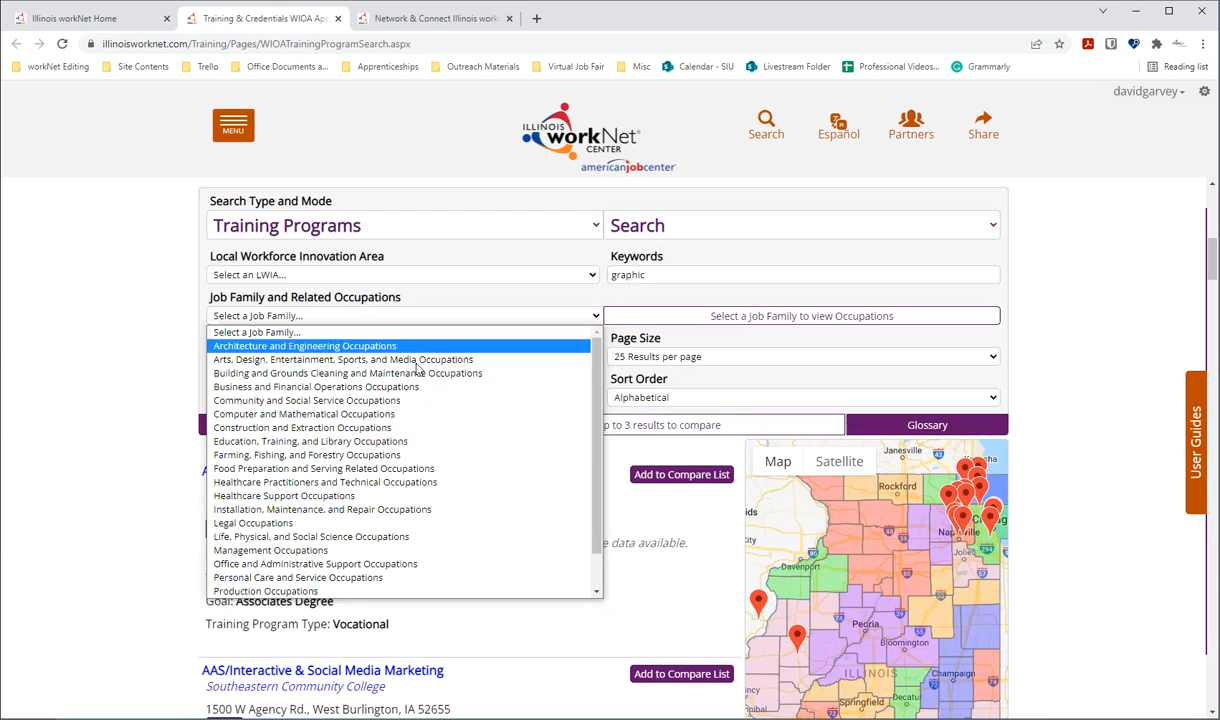 Illinois workNet Home
Training & Credentials WIOA App
Network & Connect Illinois work
illinoisworknet.com/Training/Pages/WIOATrainingProgramSearch.aspx
workNet Editing
Site Contents
Trello
Office Documents a...
Apprenticeships
Outreach Materials
Virtual Job Fair
Misc
Calendar - SIU
Livestream Folder
Professional Videos...
Grammarly
Reading list
davidgarvey
MENU
ILLINOIS
workNet
CENTER
americanjobcenter
Search
Español
Partners
Share
Search Type and Mode
Training Programs
Search
Local Workforce Innovation Area
Keywords
Select an LWIA...
graphic
Job Family and Related Occupations
Select a Job Family...
Select a Job Family to view Occupations
Select a Job Family...
Architecture and Engineering Occupations
Arts, Design, Entertainment, Sports, and Media Occupations
Building and Grounds Cleaning and Maintenance Occupations
Business and Financial Operations Occupations
Community and Social Service Occupations
Computer and Mathematical Occupations
Construction and Extraction Occupations
Education, Training, and Library Occupations
Farming, Fishing, and Forestry Occupations
Food Preparation and Serving Related Occupations
Healthcare Practitioners and Technical Occupations
Healthcare Support Occupations
Installation, Maintenance, and Repair Occupations
Legal Occupations
Life, Physical, and Social Science Occupations
Management Occupations
Office and Administrative Support Occupations
Personal Care and Service Occupations
Production Occupations
Page Size
25 Results per page
Sort Order
Alphabetical
p to 3 results to compare
Glossary
Add to Compare List
e data available.
Goal: Associates Degree
Training Program Type: Vocational
AAS/Interactive & Social Media Marketing
Add to Compare List
Southeastern Community College
1500 W Agency Rd., West Burlington, IA 52655
Map
Satellite
Janesville
Rockford
Naperville
Joliet
Davenport
Peoria
Bloomington
ILLINOIS
Champaign
Springfield
Decatur
User Guides